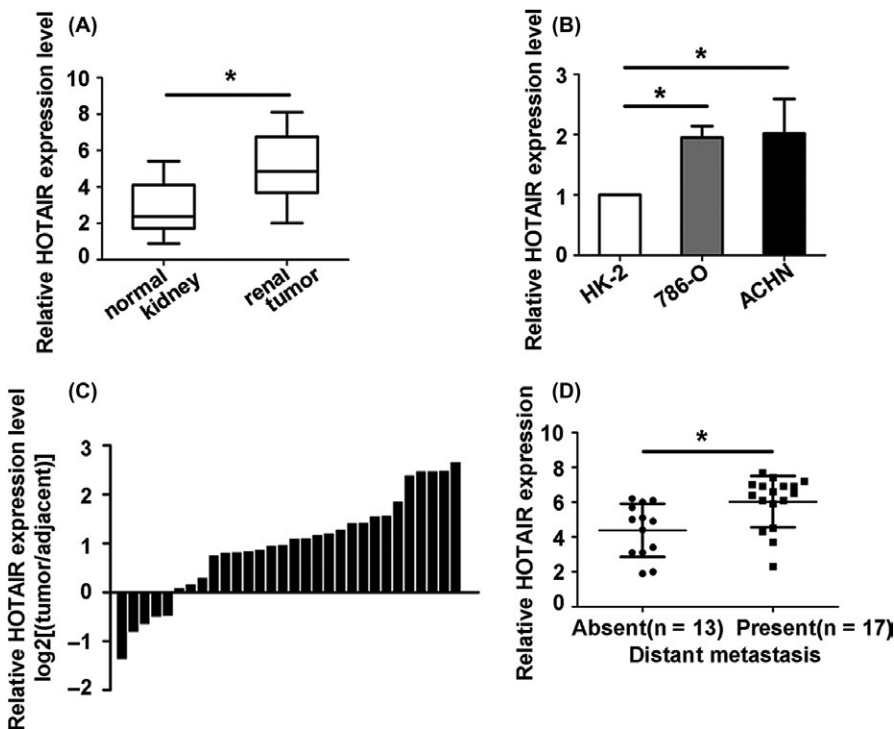 (A)
Relative HOTAIR expression level
10
8
6
4
2
0
*
normal
kidney
renal
tumor
(B)
Relative HOTAIR expression level
3
2
1
0
*
*
HK-2
786-O
ACHN
(C)
Relative HOTAIR expression level
log2[(tumor/adjacent)]
3
2
1
0
–1
–2
(D)
Relative HOTAIR expression
10
8
6
4
2
0
*
Absent(n = 13) Present(n = 17)
Distant metastasis